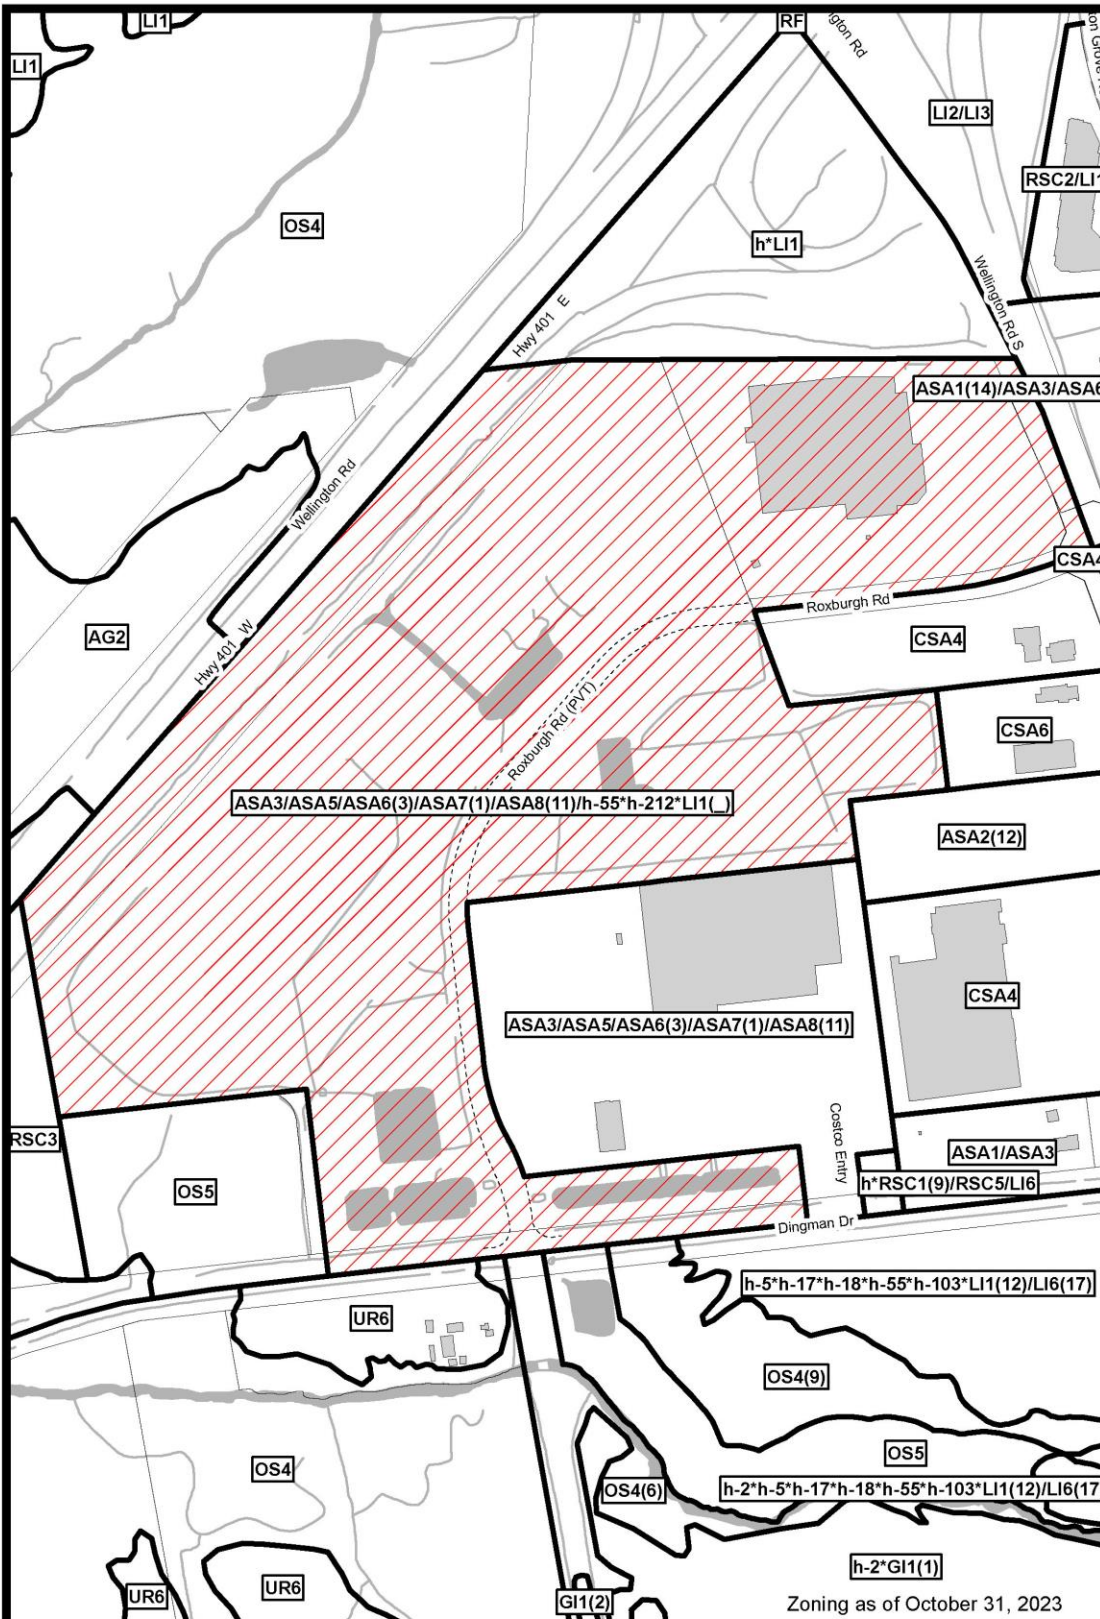 LI1
RF
ngton Rd
LI1
LI2/LI3
RSC2/LI1
OS4
h*LI1
Wellington Rd S
Hwy 401 E
ASA1(14)/ASA3/ASA6
Wellington Rd
CSA4
Roxburgh Rd
AG2
CSA4
Hwy 401 W
Roxburgh Rd (PVT)
CSA6
ASA3/ASA5/ASA6(3)/ASA7(1)/ASA8(11)/h-55*h-212*LI1(_)
ASA2(12)
CSA4
ASA3/ASA5/ASA6(3)/ASA7(1)/ASA8(11)
Costco Entry
RSC3
ASA1/ASA3
OS5
h*RSC1(9)/RSC5/LI6
Dingman Dr
h-5*h-17*h-18*h-55*h-103*LI1(12)/LI6(17)
UR6
OS4(9)
OS5
OS4
OS4(6)
h-2*h-5*h-17*h-18*h-55*h-103*LI1(12)/LI6(17
h-2*GI1(1)
UR6
UR6
GI1(2)
Zoning as of October 31, 2023